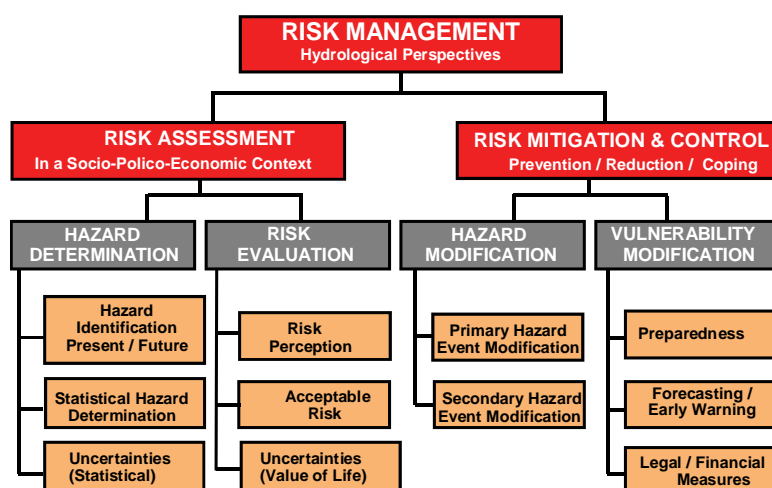 RISK MANAGEMENT
Hydrological Perspectives
RISK ASSESSMENT
In a Socio-Polico-Economic Context
RISK MITIGATION & CONTROL
Prevention / Reduction / Coping
HAZARD
DETERMINATION
RISK
EVALUATION
HAZARD
MODIFICATION
VULNERABILITY
MODIFICATION
Hazard
Identification
Present / Future
Statistical Hazard
Determination
Uncertainties
(Statistical)
Risk
Perception
Acceptable
Risk
Uncertainties
(Value of Life)
Primary Hazard
Event Modification
Secondary Hazard
Event Modification
Preparedness
Forecasting /
Early Warning
Legal / Financial
Measures